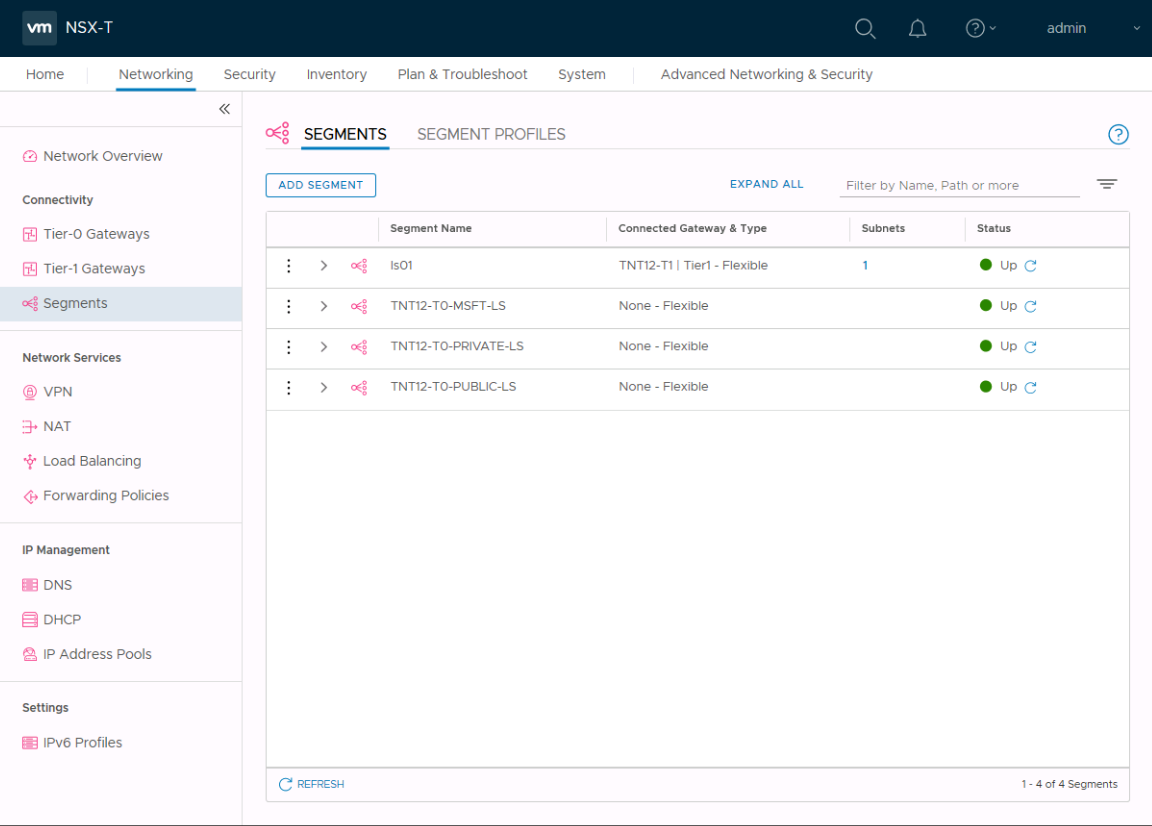 vm NSX-T admin
Home Networking Security Inventory Plan & Troubleshoot System Advanced Networking & Security
Network Overview
Connectivity
Tier-0 Gateways
Tier-1 Gateways
Segments
Network Services
VPN
NAT
Load Balancing
Forwarding Policies
IP Management
DNS
DHCP
IP Address Pools
Settings
IPv6 Profiles
SEGMENTS SEGMENT PROFILES ?
ADD SEGMENT EXPAND ALL Filter by Name, Path or more
Segment Name Connected Gateway & Type Subnets Status
ls01 TNT12-T1 | Tier1 - Flexible 1 Up
TNT12-T0-MSFT-LS None - Flexible Up
TNT12-T0-PRIVATE-LS None - Flexible Up
TNT12-T0-PUBLIC-LS None - Flexible Up
REFRESH 1 - 4 of 4 Segments